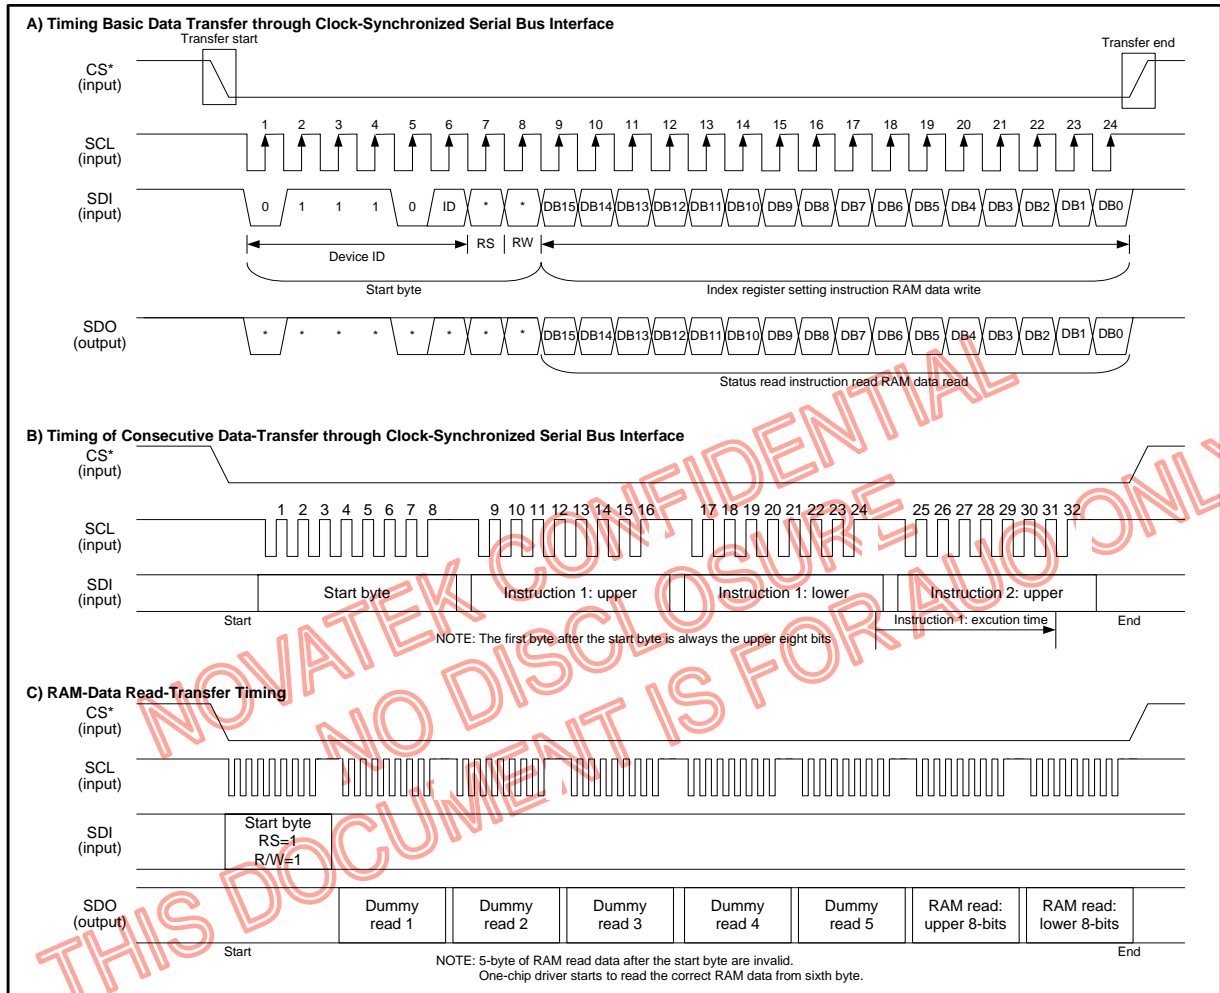 A) Timing Basic Data Transfer through Clock-Synchronized Serial Bus Interface
Transfer start
Transfer end
CS*
(input)
1 2 3 4 5 6 7 8 9 10 11 12 13 14 15 16 17 18 19 20 21 22 23 24
SCL
(input)
SDI
(input)
0 1 1 1 0 ID * * DB15 DB14 DB13 DB12 DB11 DB10 DB9 DB8 DB7 DB6 DB5 DB4 DB3 DB2 DB1 DB0
Device ID RS RW
Start byte
Index register setting instruction RAM data write
SDO
(output)
* * * * * * * * DB15 DB14 DB13 DB12 DB11 DB10 DB9 DB8 DB7 DB6 DB5 DB4 DB3 DB2 DB1 DB0
Status read instruction read RAM data read
B) Timing of Consecutive Data-Transfer through Clock-Synchronized Serial Bus Interface
CS*
(input)
1 2 3 4 5 6 7 8 9 10 11 12 13 14 15 16 17 18 19 20 21 22 23 24 25 26 27 28 29 30 31 32
SCL
(input)
SDI
(input)
Start byte Instruction 1: upper Instruction 1: lower Instruction 2: upper
Start
Instruction 1: excution time
End
NOTE: The first byte after the start byte is always the upper eight bits
C) RAM-Data Read-Transfer Timing
CS*
(input)
SCL
(input)
SDI
(input)
Start byte
RS=1
R/W=1
SDO
(output)
Dummy
read 1
Dummy
read 2
Dummy
read 3
Dummy
read 4
Dummy
read 5
RAM read:
upper 8-bits
RAM read:
lower 8-bits
Start
End
NOTE: 5-byte of RAM read data after the start byte are invalid.
One-chip driver starts to read the correct RAM data from sixth byte.
NOVATEK CONFIDENTIAL
NO DISCLOSURE
THIS DOCUMENT IS FOR AUO ONLY